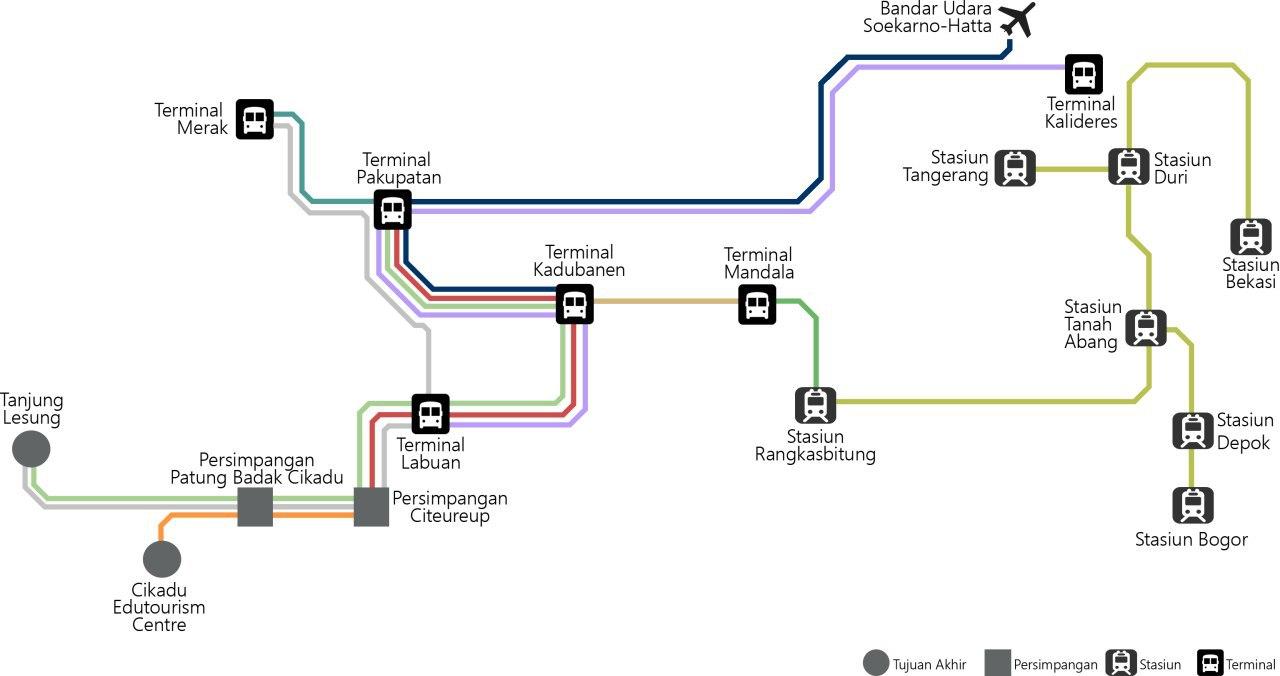 Bandar Udara
Soekarno-Hatta
Terminal
Merak
Terminal
Kalideres
Terminal
Pakupatan
Stasiun
Tangerang
Stasiun
Duri
Terminal
Kadubanen
Terminal
Mandala
Stasiun
Bekasi
Stasiun
Tanah
Abang
Tanjung
Lesung
Terminal
Labuan
Stasiun
Rangkasbitung
Stasiun
Depok
Persimpangan
Patung Badak Cikadu
Persimpangan
Citeureup
Stasiun Bogor
Cikadu
Edutourism
Centre
Tujuan Akhir
Persimpangan
Stasiun
Terminal